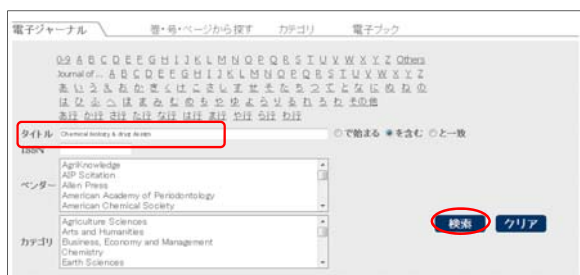 電子ジャーナル 巻・号・ページから探す カテゴリ 電子ブック
0-9 A B C D E F G H I J K L M N O P Q R S T U V W X Y Z Others
Journal of... A B C D E F G H I J K L M N O P Q R S T U V W X Y Z
あ い う え お か き く け こ さ し す せ そ た ち つ て と な に ぬ ね の
は ひ ふ へ ほ ま み む め も や ゆ よ ら り る れ ろ わ その他
あ行 か行 さ行 た行 な行 は行 ま行 や行 ら行 わ行
タイトル Chemical biology & drug design で始まる を含む と一致
ISSN
ベンダー
AgriKnowledge
AIP Scitation
Allen Press
American Academy of Periodontology
American Chemical Society
カテゴリ
Agriculture Sciences
Arts and Humanities
Business, Economy and Management
Chemistry
Earth Sciences
検索 クリア